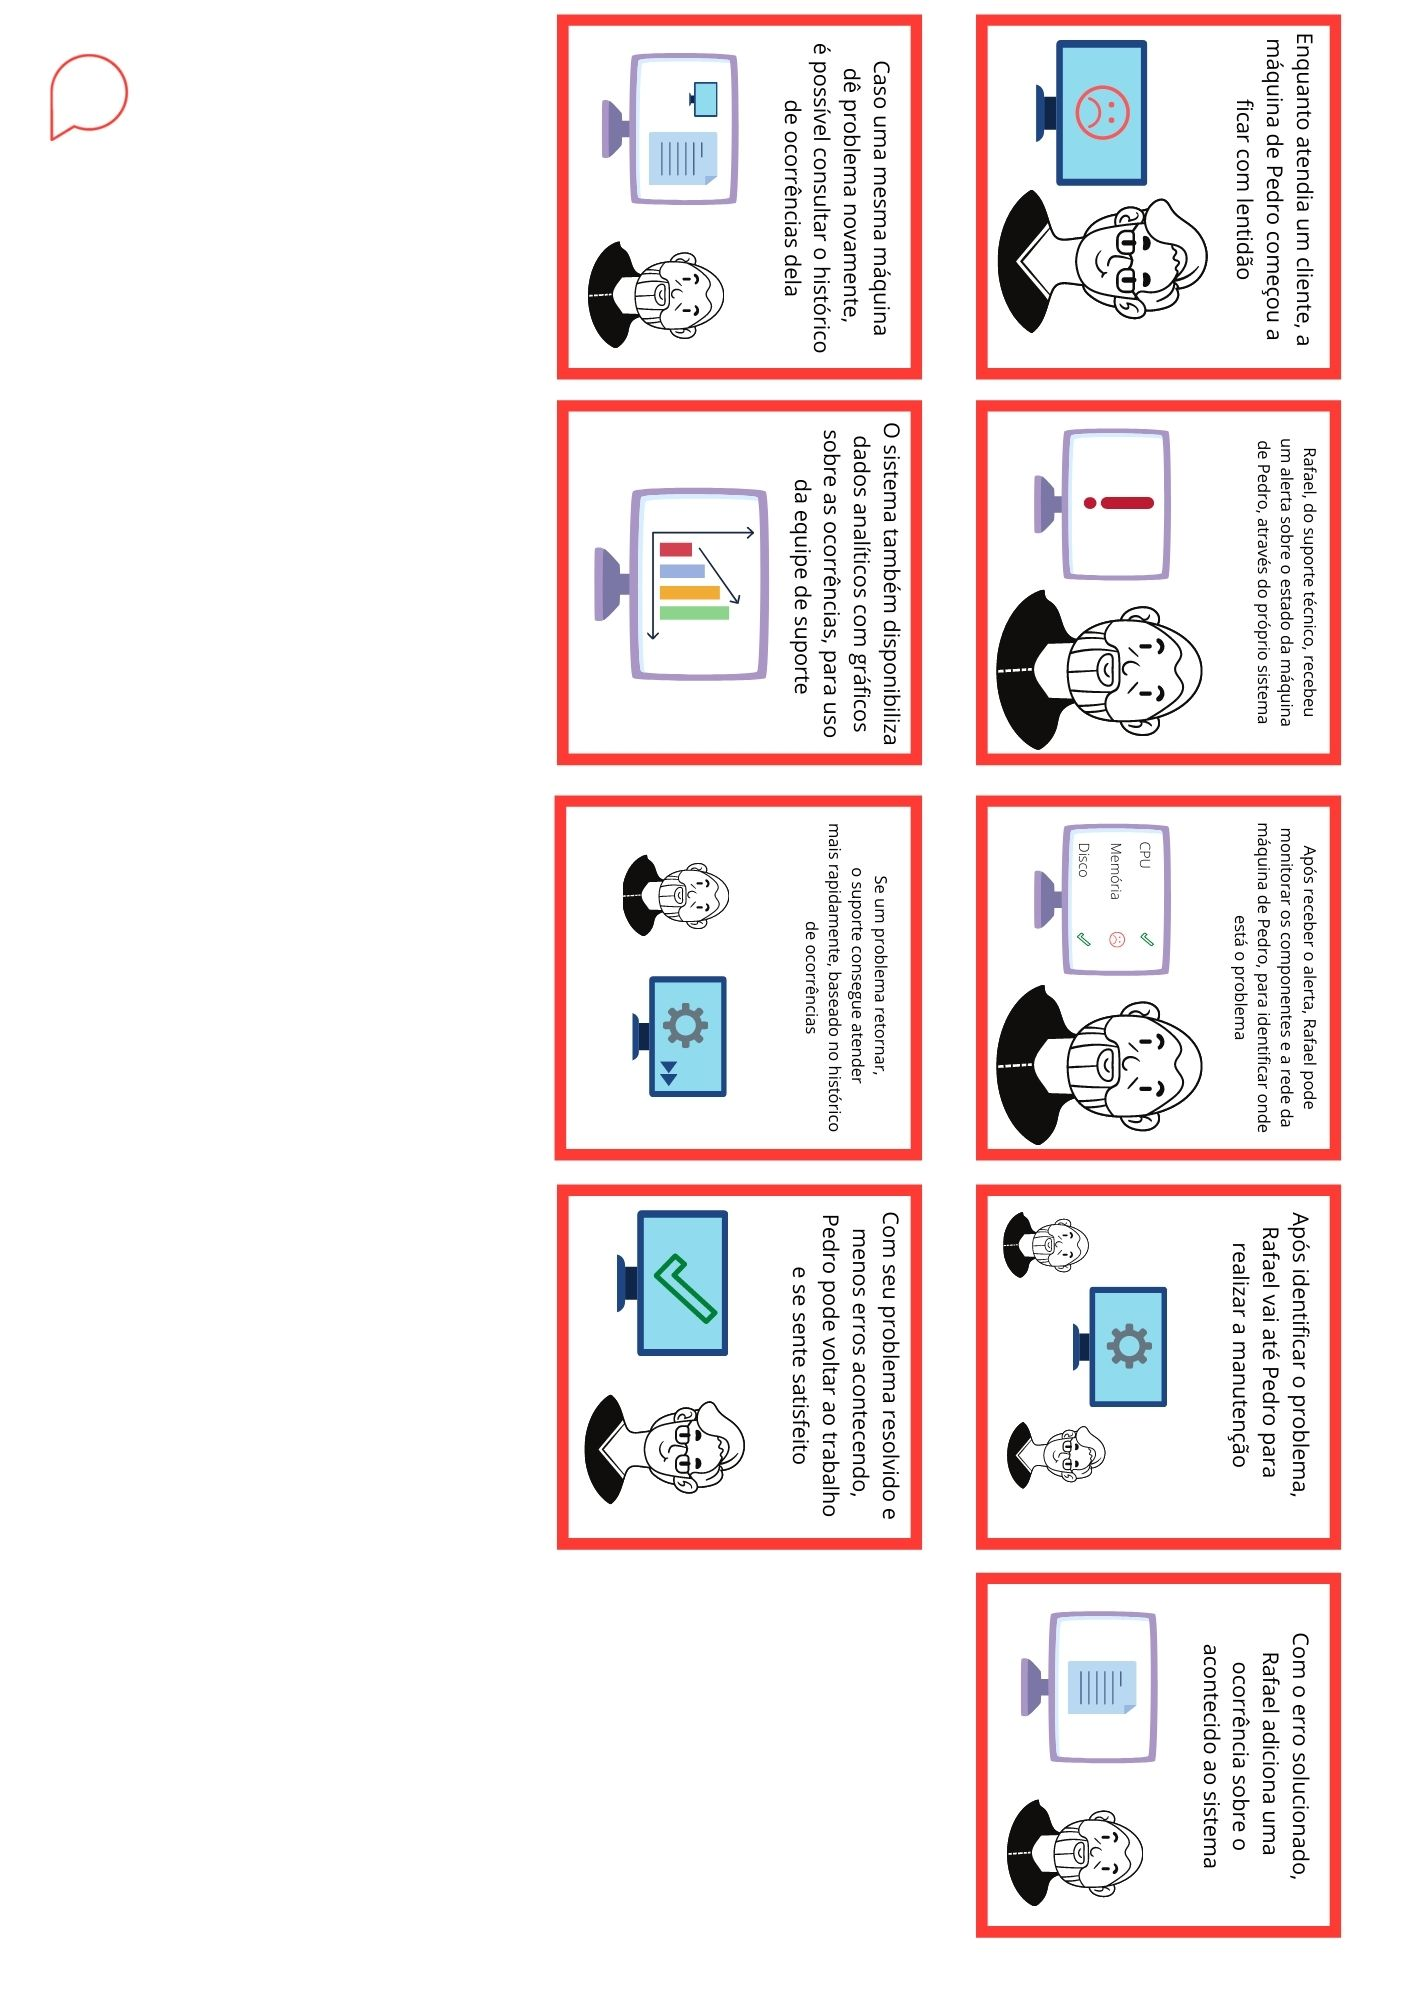 Enquanto atendia um cliente, a
máquina de Pedro começou a
ficar com lentidão
Rafael, do suporte técnico, recebeu
um alerta sobre o estado da máquina
de Pedro, através do próprio sistema
Após receber o alerta, Rafael pode
monitorar os componentes e a rede da
máquina de Pedro, para identificar onde
está o problema
CPU
Memória
Disco
Após identificar o problema,
Rafael vai até Pedro para
realizar a manutenção
Com o erro solucionado,
Rafael adiciona uma
ocorrência sobre o
acontecido ao sistema
Caso uma mesma máquina
dê problema novamente,
é possível consultar o histórico
de ocorrências dela
O sistema também disponibiliza
dados analíticos com gráficos
sobre as ocorrências, para uso
da equipe de suporte
Se um problema retornar,
o suporte consegue atender
mais rapidamente, baseado no histórico
de ocorrências
Com seu problema resolvido e
menos erros acontecendo,
Pedro pode voltar ao trabalho
e se sente satisfeito